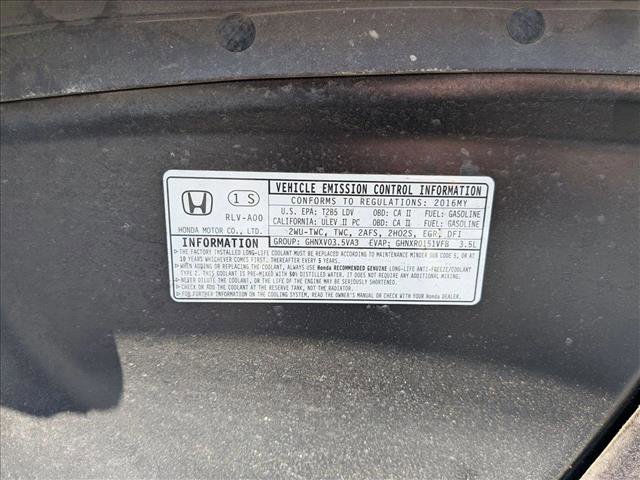 1 S
RLV-A00
HONDA MOTOR CO., LTD.
VEHICLE EMISSION CONTROL INFORMATION
CONFORMS TO REGULATIONS: 2016MY
U.S. EPA: T2B5 LDV OBD: CA II FUEL: GASOLINE
CALIFORNIA: ULEV II PC OBD: CA II FUEL: GASOLINE
2WU-TWC, TWC, 2AFS, 2HO2S, EGR, DFI
GROUP: GHNXV03.5VA3 EVAP: GHNXR0151VFB 3.5L
INFORMATION
▷THE FACTORY INSTALLED LONG-LIFE COOLANT MUST BE REPLACED ACCORDING TO MAINTENANCE MINDER SUB CODE 5, OR AT
10 YEARS WHICHEVER COMES FIRST. THEREAFTER EVERY 5 YEARS.
▷WHEN ADDING OR REPLACING THE COOLANT, ALWAYS USE Honda RECOMMENDED GENUINE LONG-LIFE ANTI-FREEZE/COOLANT
TYPE 2. THIS COOLANT IS PRE-MIXED WITH 50% DISTILLED WATER. IT DOES NOT REQUIRE ANY ADDITIONAL MIXING.
OR THE LIFE OF THE ENGINE MAY BE SERIOUSLY SHORTENED.
▷CHECK OR ADD THE COOLANT AT THE RESERVE TANK, NOT THE RADIATOR.
▷FOR FURTHER INFORMATION ON THE COOLING SYSTEM, READ THE OWNER'S MANUAL OR CHECK WITH YOUR Honda DEALER.